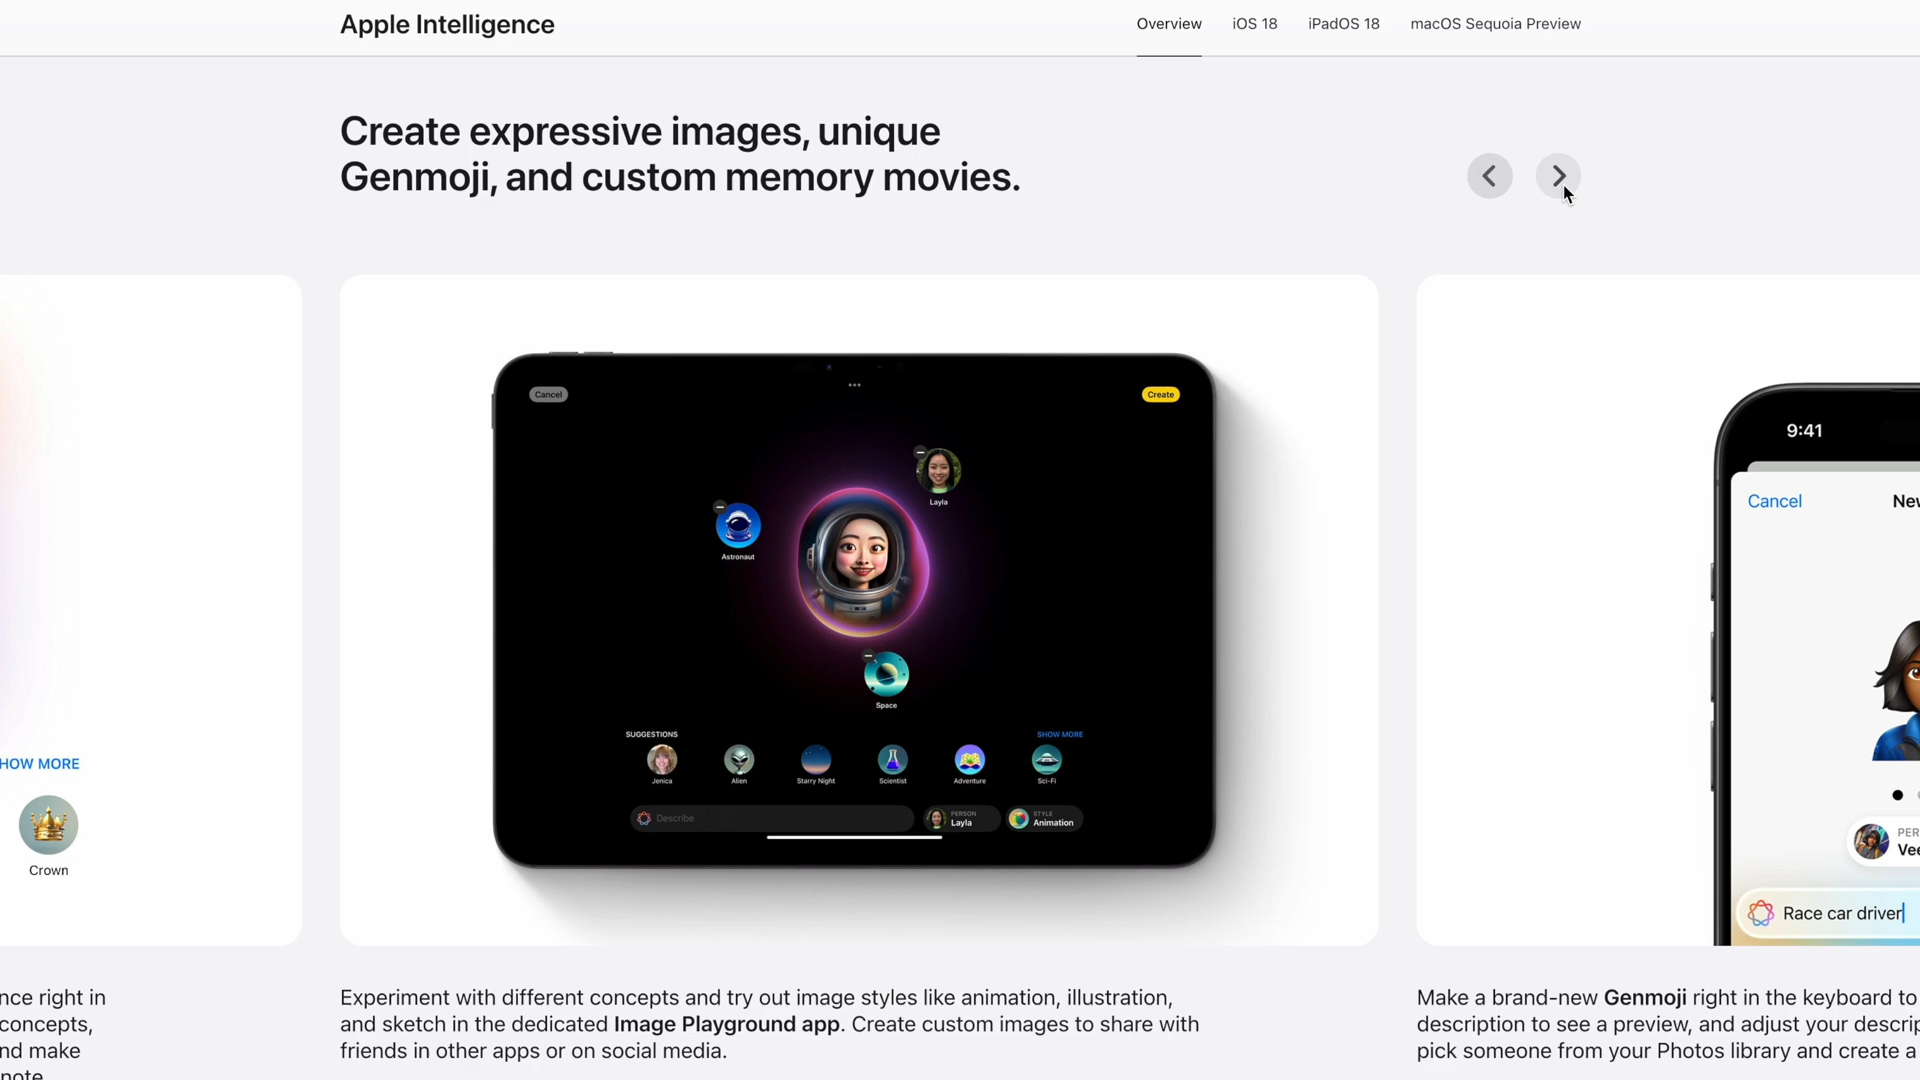 Apple Intelligence
Overview
iOS 18
iPadOS 18
macOS Sequoia Preview
Create expressive images, unique
Genmoji, and custom memory movies.
HOW MORE
Crown
Cancel
Create
Layla
Astronaut
Space
SUGGESTIONS
SHOW MORE
Jenica
Alien
Starry Night
Scientist
Adventure
Sci-Fi
Describe
PERSON
Layla
STYLE
Animation
9:41
Cancel
New
PER
Vee
Race car driver
nce right in
concepts,
nd make
note.
Experiment with different concepts and try out image styles like animation, illustration,
and sketch in the dedicated Image Playground app. Create custom images to share with
friends in other apps or on social media.
Make a brand-new Genmoji right in the keyboard to
description to see a preview, and adjust your descrip
pick someone from your Photos library and create a